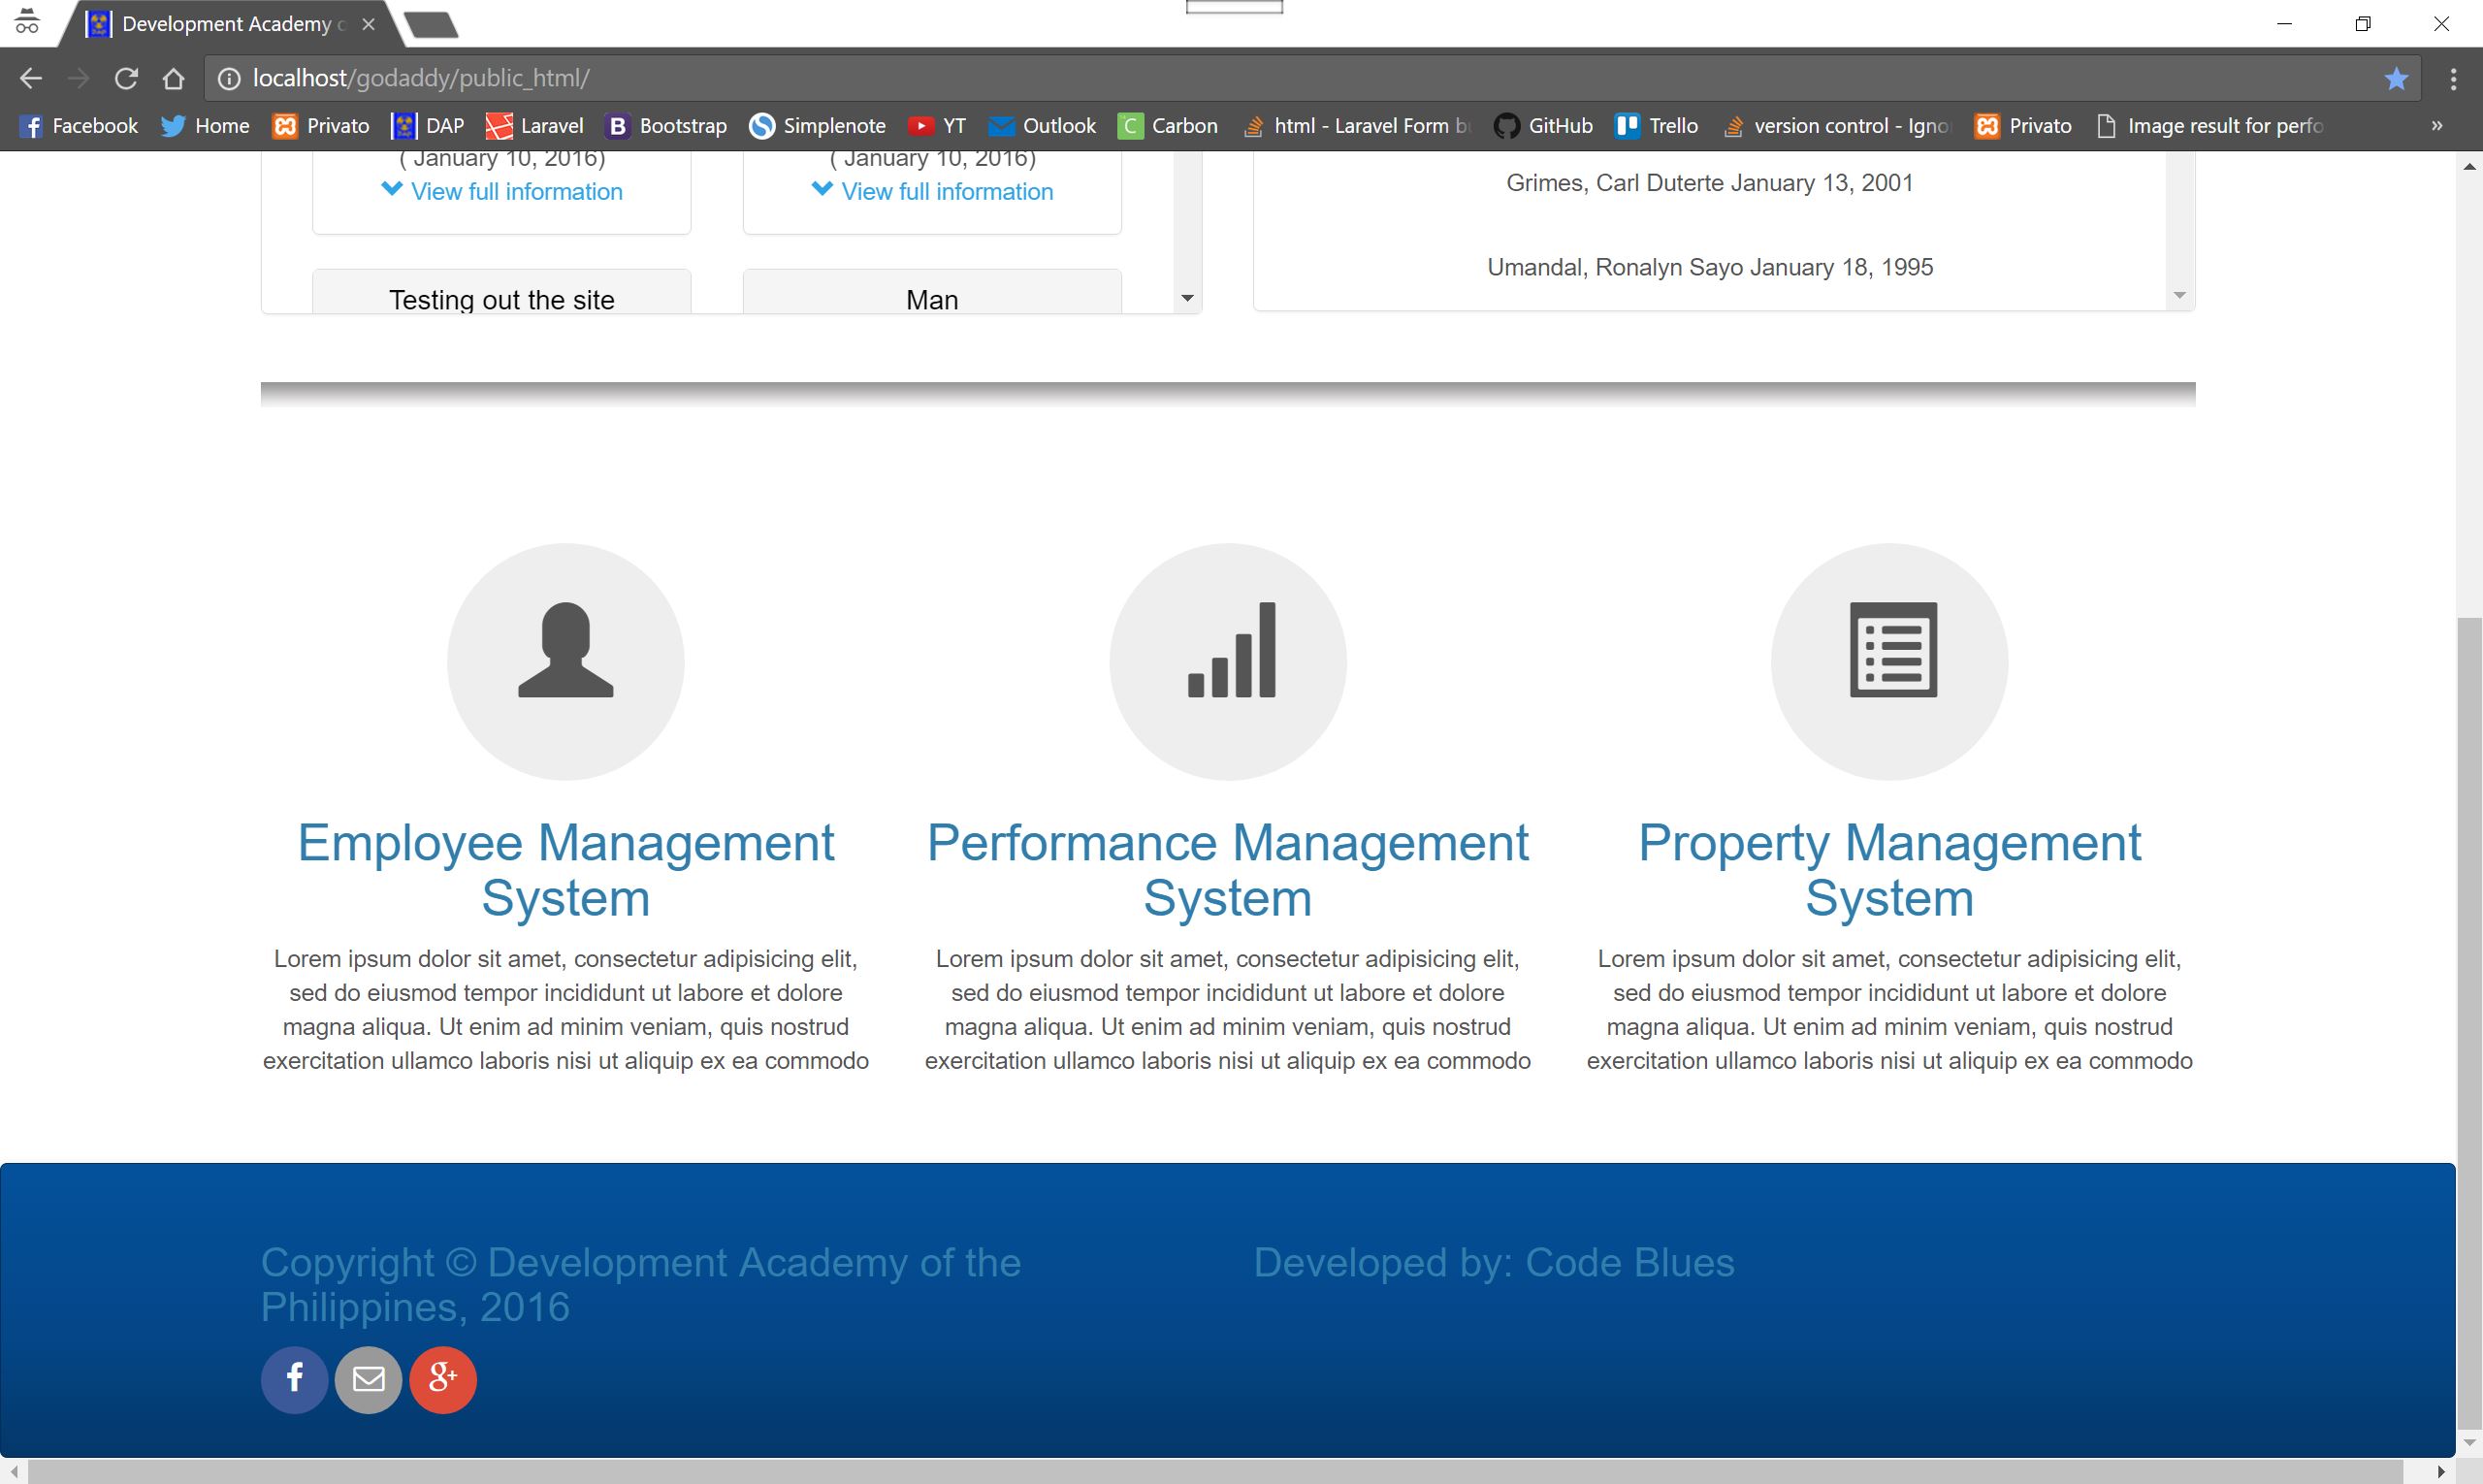 Development Academy
localhost/godaddy/public_html/
Facebook Home Privato DAP Laravel Bootstrap Simplenote YT Outlook Carbon html - Laravel Form GitHub Trello version control - Privato Image result for »
( January 10, 2016)
View full information
( January 10, 2016)
View full information
Testing out the site
Man
Grimes, Carl Duterte January 13, 2001
Umandal, Ronalyn Sayo January 18, 1995
Employee Management
System
Lorem ipsum dolor sit amet, consectetur adipisicing elit,
sed do eiusmod tempor incididunt ut labore et dolore
magna aliqua. Ut enim ad minim veniam, quis nostrud
exercitation ullamco laboris nisi ut aliquip ex ea commodo
Performance Management
System
Lorem ipsum dolor sit amet, consectetur adipisicing elit,
sed do eiusmod tempor incididunt ut labore et dolore
magna aliqua. Ut enim ad minim veniam, quis nostrud
exercitation ullamco laboris nisi ut aliquip ex ea commodo
Property Management
System
Lorem ipsum dolor sit amet, consectetur adipisicing elit,
sed do eiusmod tempor incididunt ut labore et dolore
magna aliqua. Ut enim ad minim veniam, quis nostrud
exercitation ullamco laboris nisi ut aliquip ex ea commodo
Copyright © Development Academy of the
Philippines, 2016
Developed by: Code Blues